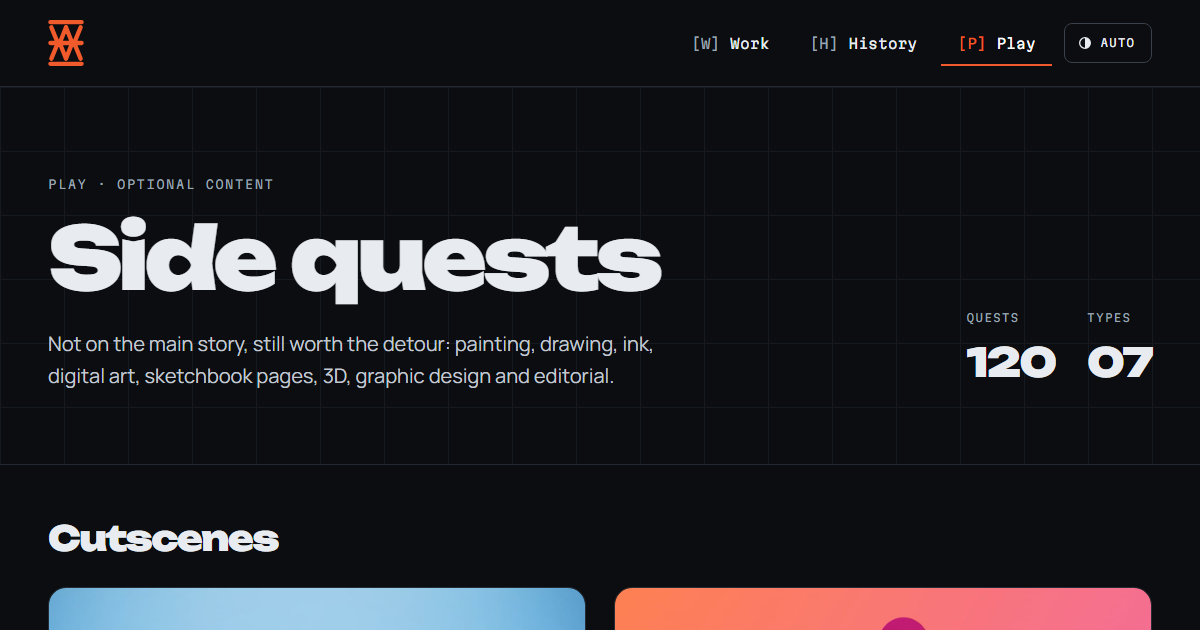 [W] Work
[H] History
[P] Play
AUTO
PLAY · OPTIONAL CONTENT
Side quests
Not on the main story, still worth the detour: painting, drawing, ink,
digital art, sketchbook pages, 3D, graphic design and editorial.
QUESTS
120
TYPES
07
Cutscenes